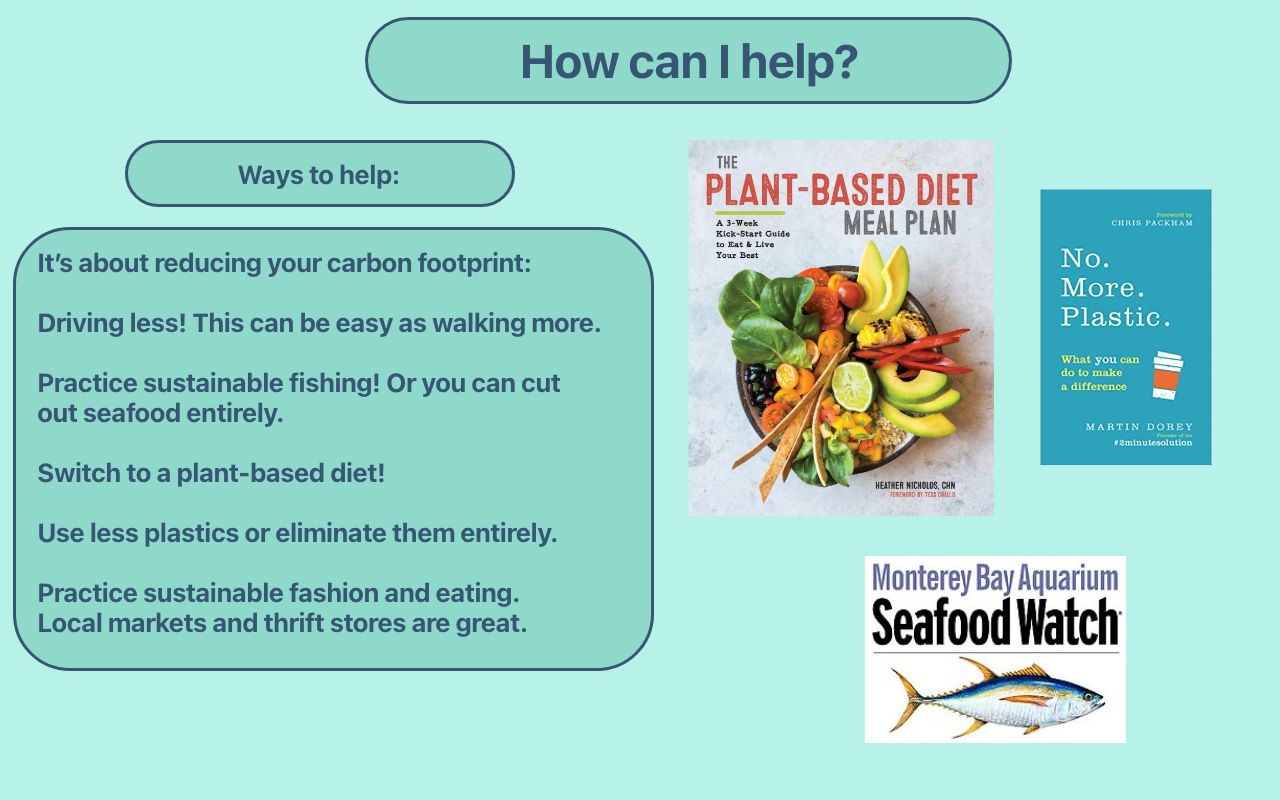 How can I help?
Ways to help:
It’s about reducing your carbon footprint:
Driving less! This can be easy as walking more.
Practice sustainable fishing! Or you can cut
out seafood entirely.
Switch to a plant-based diet!
Use less plastics or eliminate them entirely.
Practice sustainable fashion and eating.
Local markets and thrift stores are great.
THE
PLANT-BASED DIET
MEAL PLAN
A 3-Week
Kick-Start Guide
to Eat & Live
Your Best
HEATHER NICHOLDS, CHN
FOREWORD BY TESS CHALLIS
Foreword by
CHRIS PACKHAM
No.
More.
Plastic.
What you can
do to make
a difference
MARTIN DOREY
Founder of the
#2minutesolution
Monterey Bay Aquarium
Seafood Watch